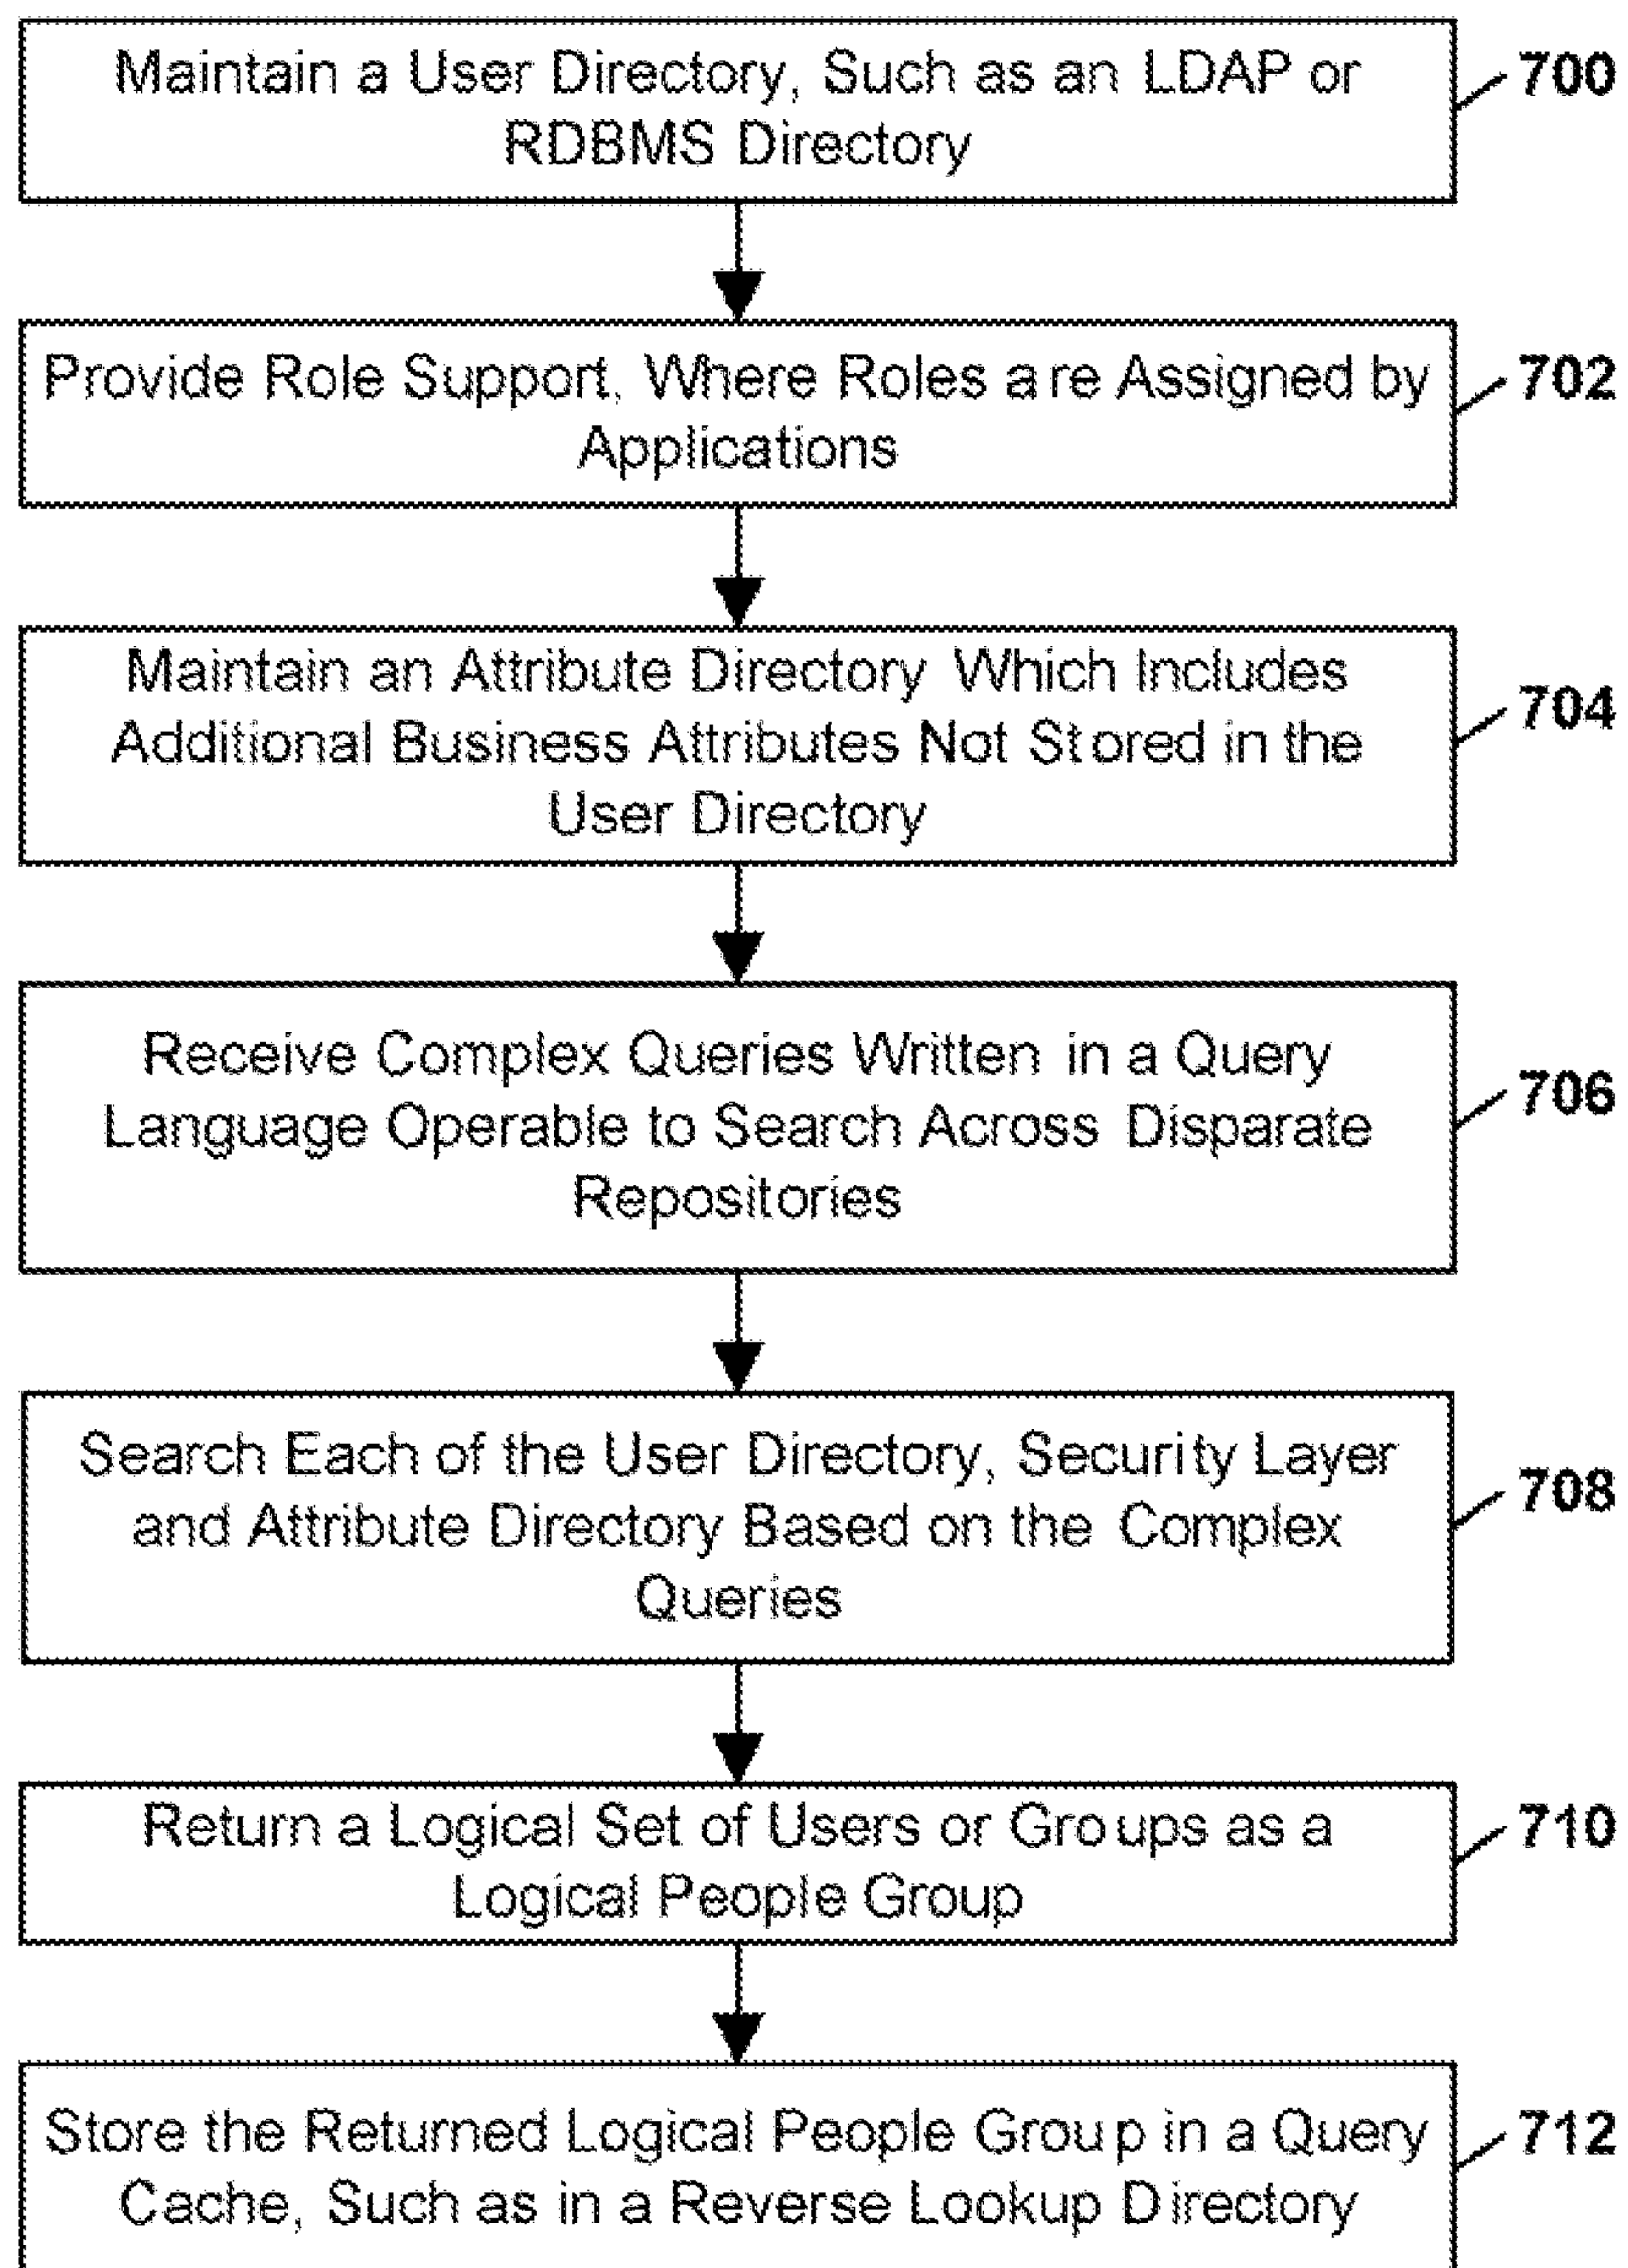 Maintain a User Directory, Such as an LDAP or
RDBMS Directory
700
Provide Role Support, Where Roles are Assigned by
Applications
702
Maintain an Attribute Directory Which Includes
Additional Business Attributes Not Stored in the
User Directory
704
Receive Complex Queries Written in a Query
Language Operable to Search Across Disparate
Repositories
706
Search Each of the User Directory, Security Layer
and Attribute Directory Based on the Complex
Queries
708
Return a Logical Set of Users or Groups as a
Logical People Group
710
Store the Returned Logical People Group in a Query
Cache, Such as in a Reverse Lookup Directory
712